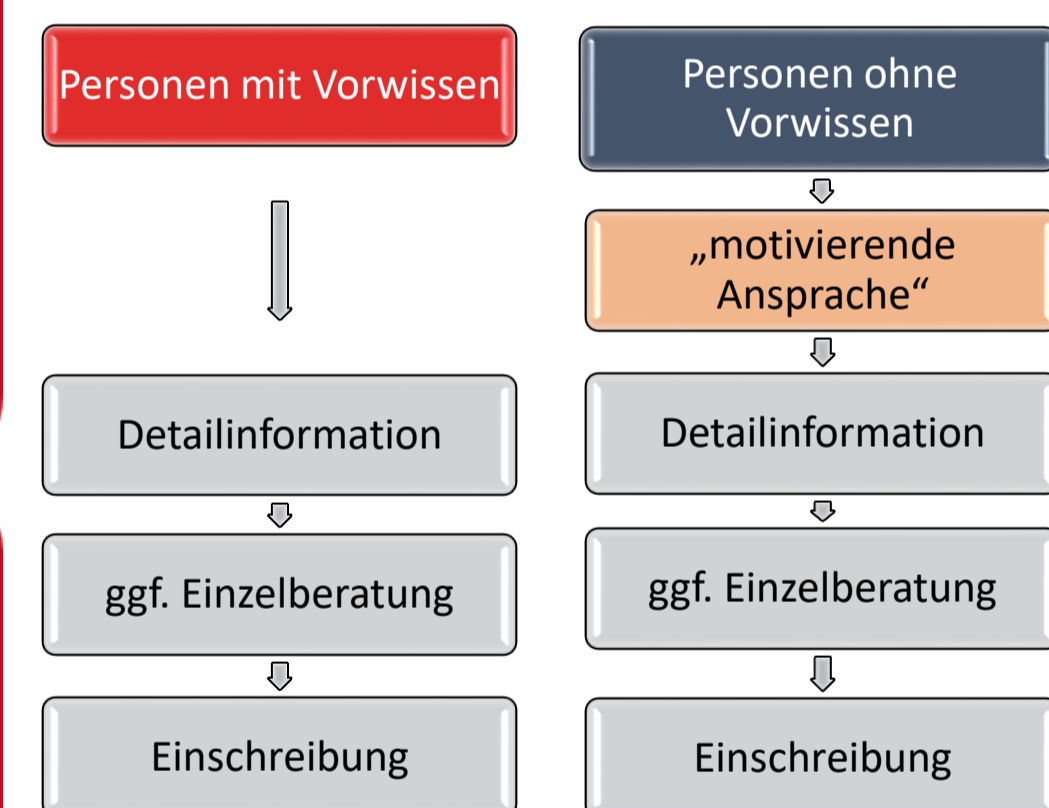 Personen mit Vorwissen
Detailinformation
ggf. Einzelberatung
Einschreibung
Personen ohne
Vorwissen
„motivierende
Ansprache“
Detailinformation
ggf. Einzelberatung
Einschreibung